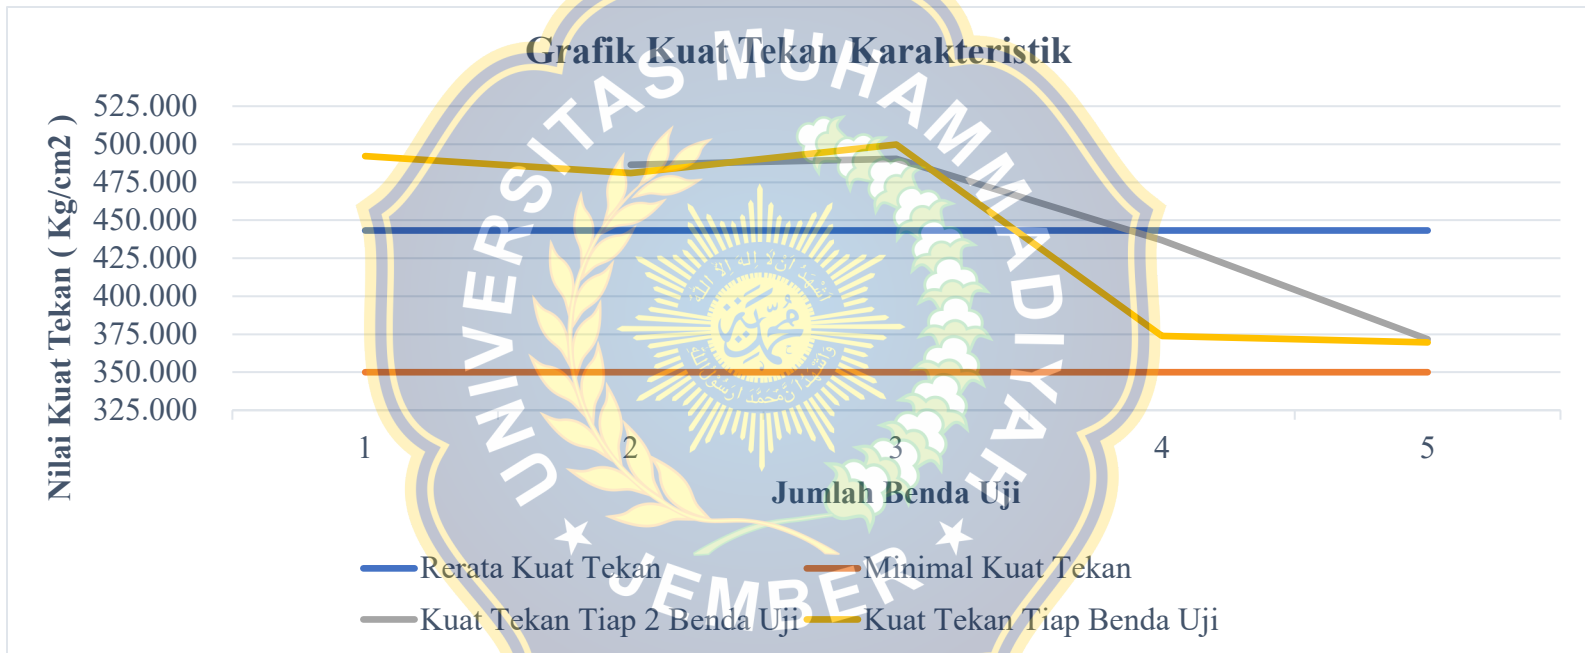 Grafik Kuat Tekan Karakteristik
Nilai Kuat Tekan ( Kg/cm2 )
525.000
500.000
475.000
450.000
425.000
400.000
375.000
350.000
325.000
1 2 3 4 5
Jumlah Benda Uji
Rerata Kuat Tekan Minimal Kuat Tekan
Kuat Tekan Tiap 2 Benda Uji Kuat Tekan Tiap Benda Uji
UNIVERSITAS MUHAMMADIYAH
JEMBER